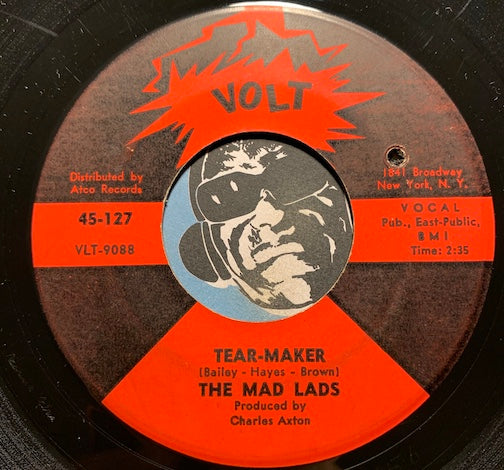 VOLT
Distributed by
Atco Records
1841 Broadway
New York, N. Y.
45-127
VLT-9088
VOCAL
Pub., East-Public,
BMI
Time: 2:35
TEAR-MAKER
(Bailey - Hayes - Brown)
THE MAD LADS
Produced by
Charles Axton